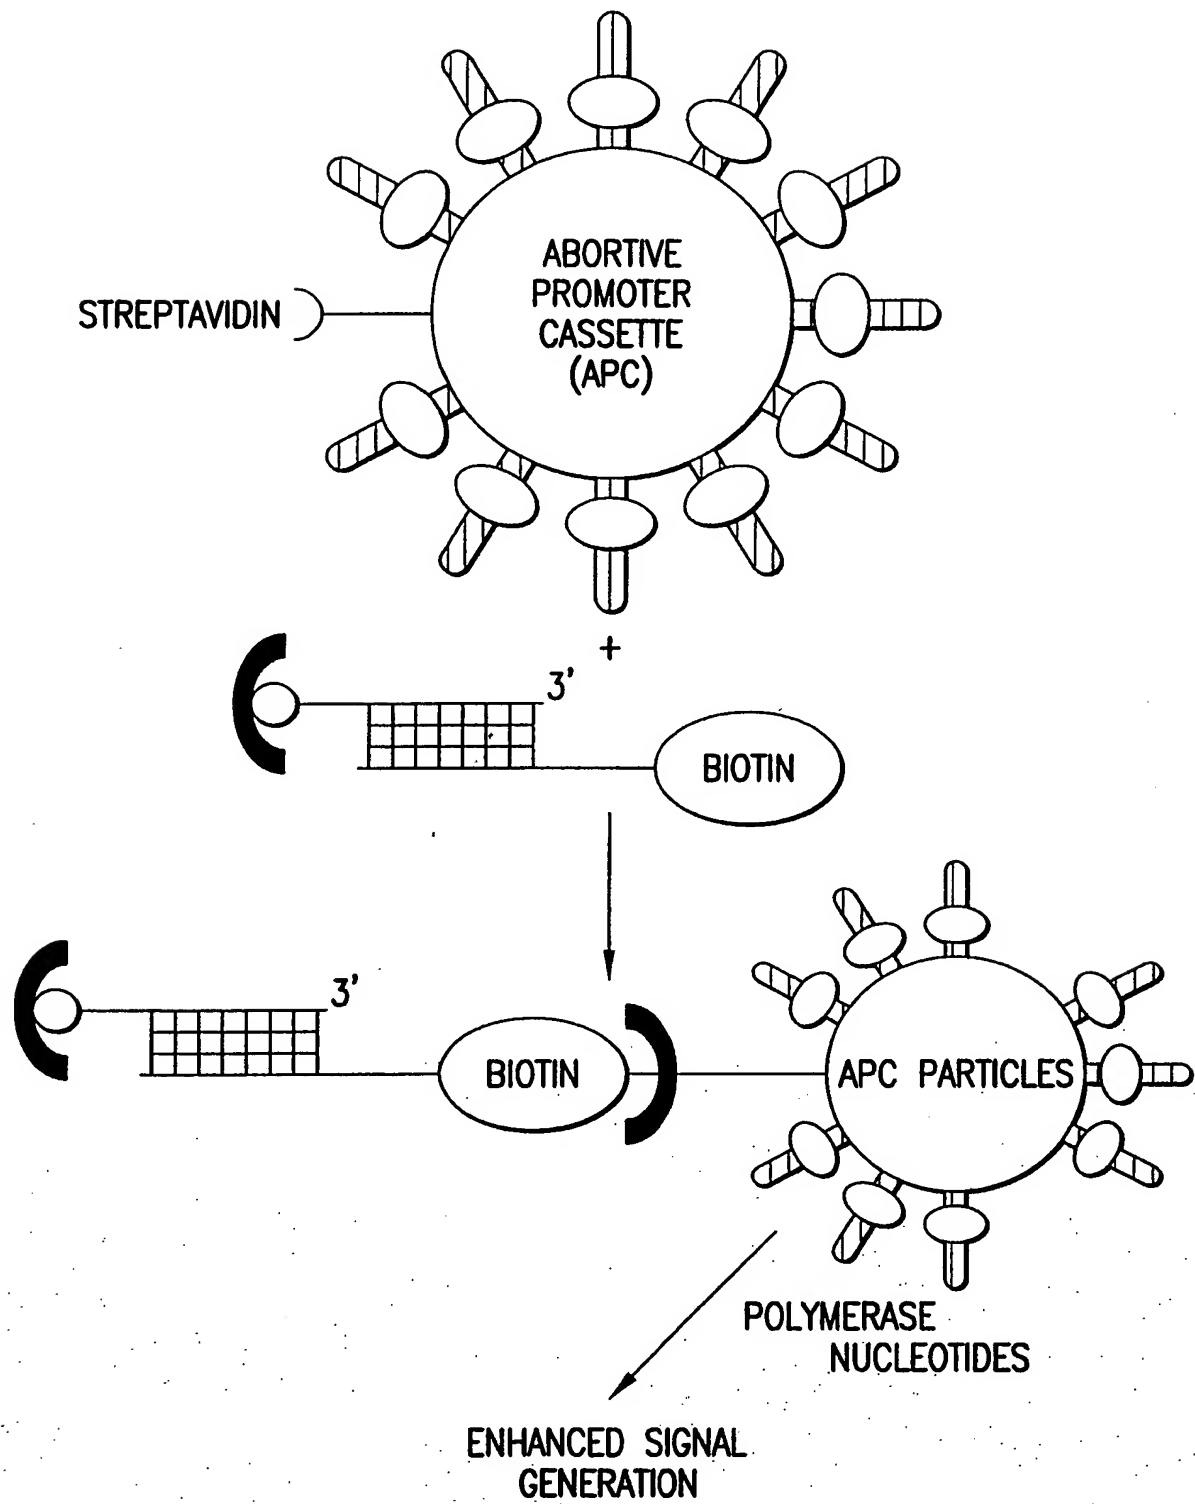 ABORTIVE
PROMOTER
CASSETTE
(APC)
STREPTAVIDIN
+
3'
BIOTIN
3'
BIOTIN
APC PARTICLES
POLYMERASE
NUCLEOTIDES
ENHANCED SIGNAL
GENERATION